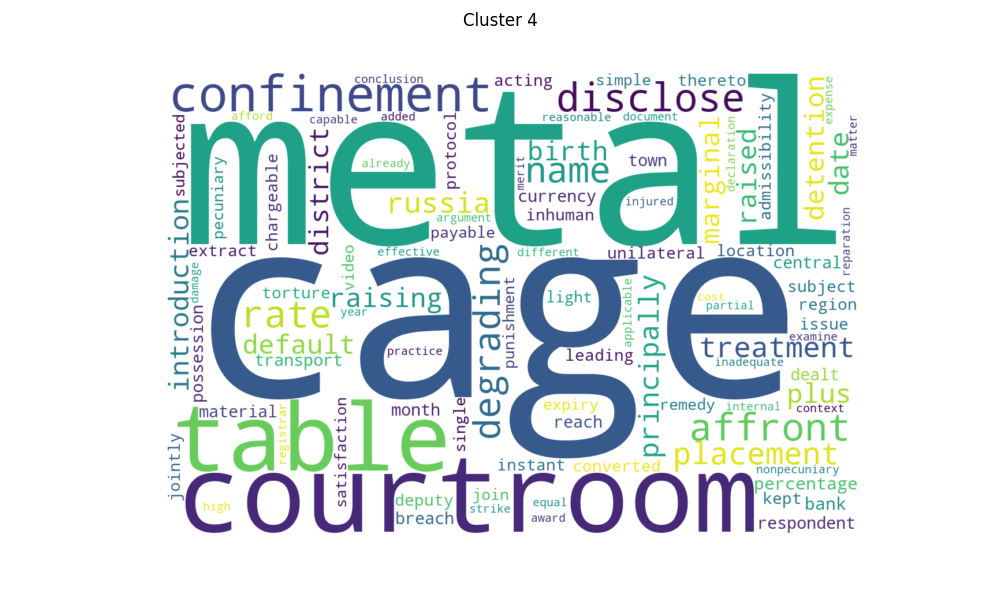 Cluster 4
conclusion
acting
simple
thereto
confinement
disclose
metal
afford
capable
added
reasonable
document
subjected
pecuniary
chargeable
district
already
protocol
merit
birth
name
town
marginal
declaration
raised
admissibility
detention
expense
date
matter
russia
currency
injured
argument
inhuman
payable
introduction
extract
video
effective
different
unilateral
location
central
reparation
cage
damage
possession
torture
raising
year
rate
default
transport
practice
degrading
punishment
light
leading
applicable
principally
cost
partial
subject
region
issue
examine
treatment
inadequate
dealt
plus
context
table
material
registrar
satisfaction
month
single
expiry
reach
remedy
internal
affront
placement
jointly
instant
converted
nonpecuniary
percentage
courtroom
high
deputy
breach
join
strike
equal
award
kept
bank
respondent